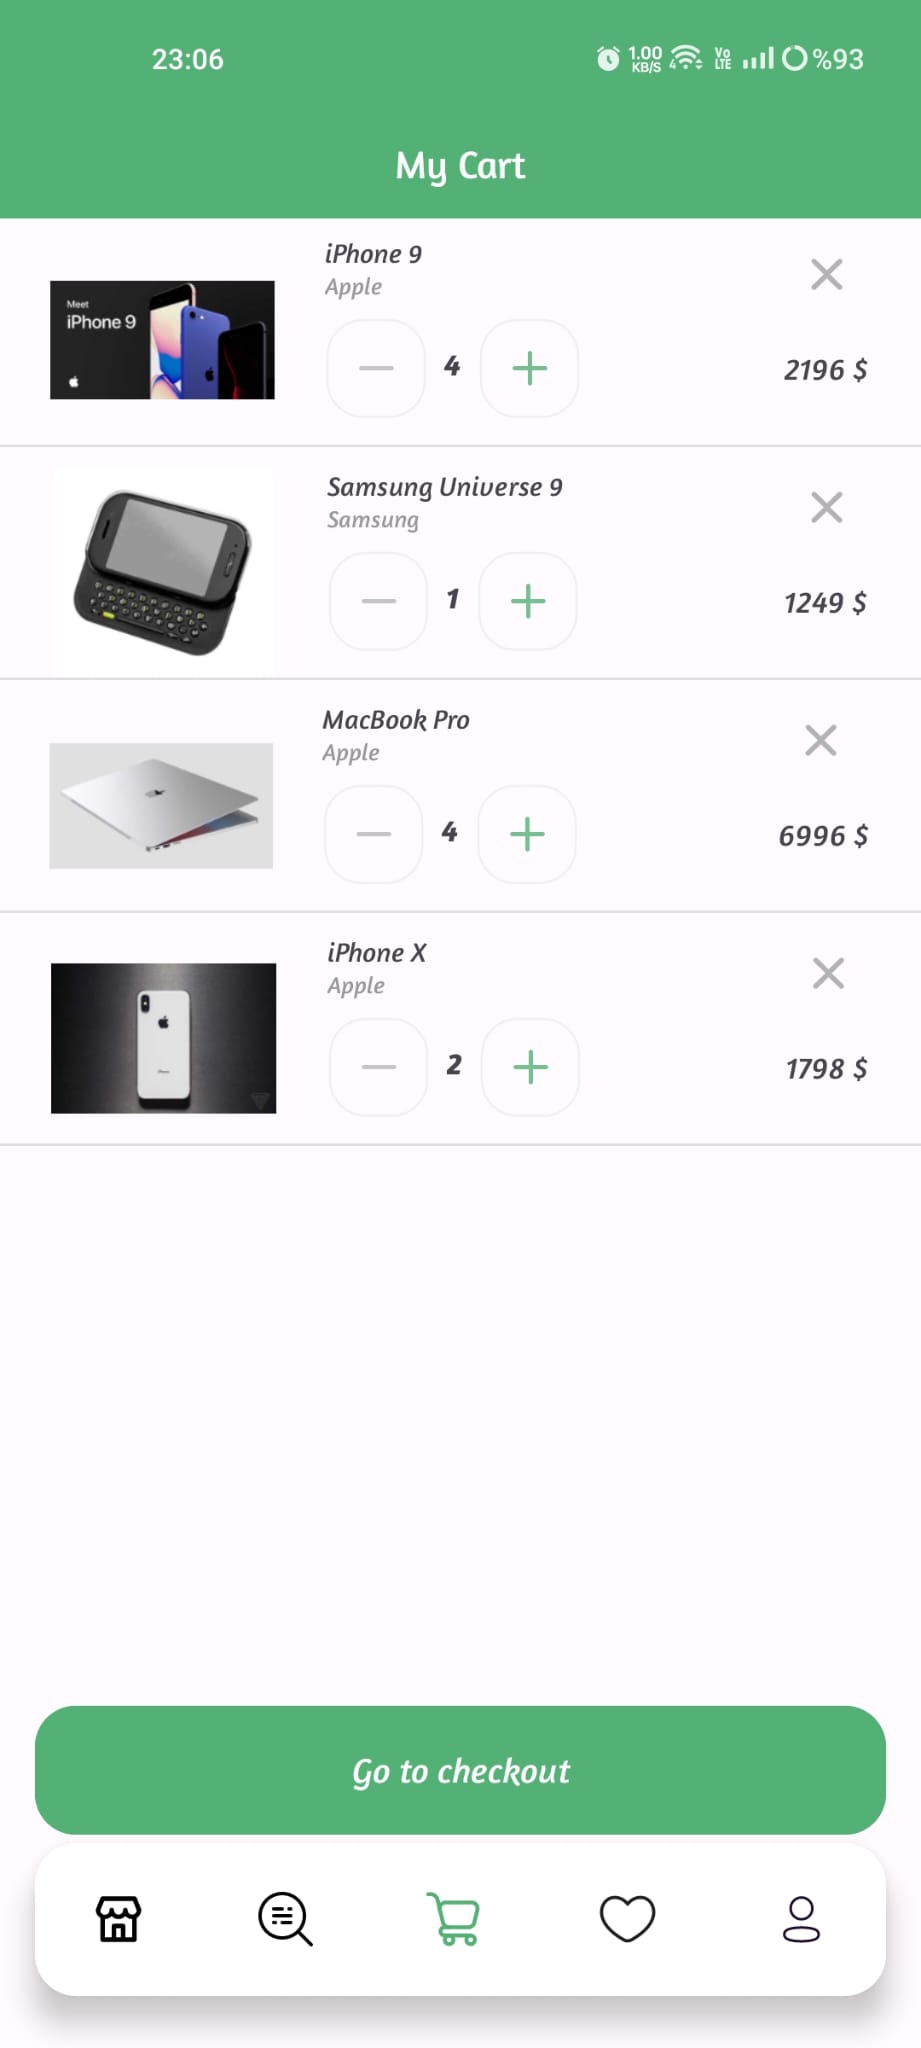 23:06
1.00
KB/S
4
Vo
LTE
%93
My Cart
Meet
iPhone 9
iPhone 9
Apple
4
2196 $
Samsung Universe 9
Samsung
1
1249 $
MacBook Pro
Apple
4
6996 $
iPhone X
Apple
2
1798 $
Go to checkout